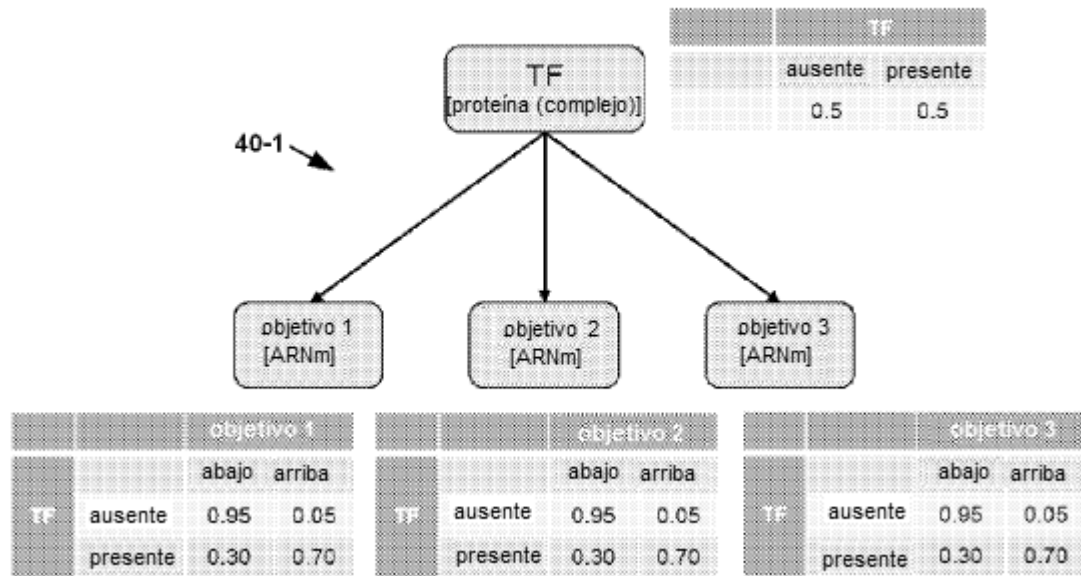 TF
ausente presente
0.5 0.5
TF
[proteína (complejo)]
40-1
objetivo 1
[ARNm]
objetivo 2
[ARNm]
objetivo 3
[ARNm]
objetivo 1
abajo arriba
TF ausente 0.95 0.05
presente 0.30 0.70
objetivo 2
abajo arriba
TF ausente 0.95 0.05
presente 0.30 0.70
objetivo 3
abajo arriba
TF ausente 0.95 0.05
presente 0.30 0.70